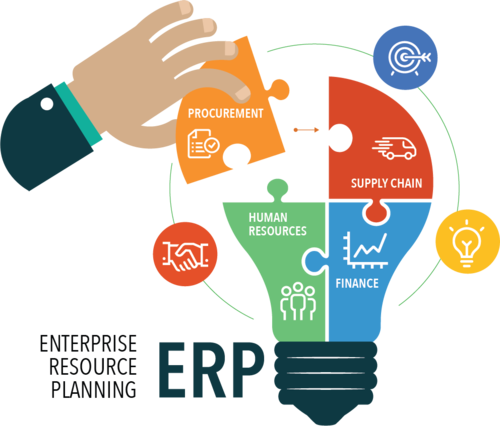 PROCUREMENT
SUPPLY CHAIN
HUMAN
RESOURCES
FINANCE
ENTERPRISE
RESOURCE
PLANNING
ERP